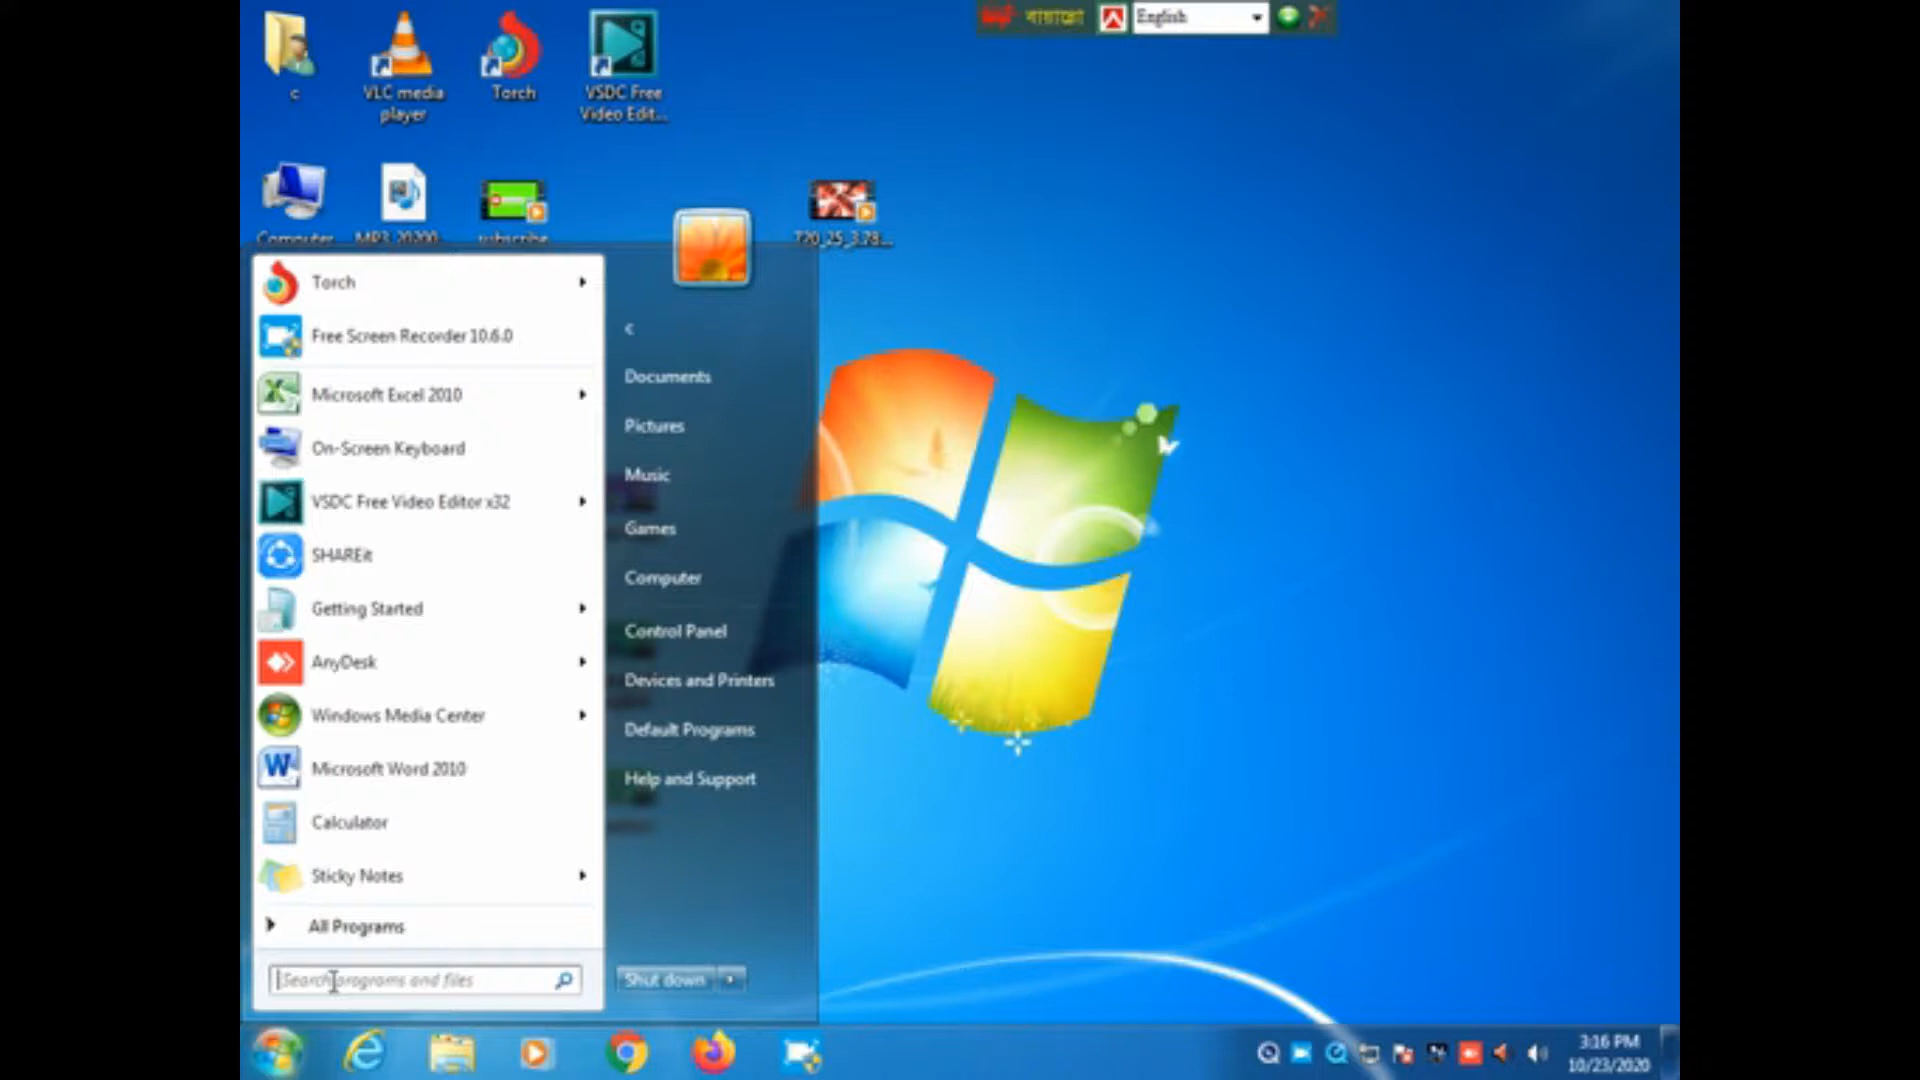 বায়ান্নো
English
c
VLC media
player
Torch
VSDC Free
Video Edit...
Computer
MP3_20200...
subscribe
T20_25_3.78...
Torch
Free Screen Recorder 10.6.0
Microsoft Excel 2010
On-Screen Keyboard
VSDC Free Video Editor x32
SHAREit
Getting Started
AnyDesk
Windows Media Center
Microsoft Word 2010
Calculator
Sticky Notes
All Programs
Search programs and files
c
Documents
Pictures
Music
Games
Computer
Control Panel
Devices and Printers
Default Programs
Help and Support
Shut down
3:16 PM
10/23/2020